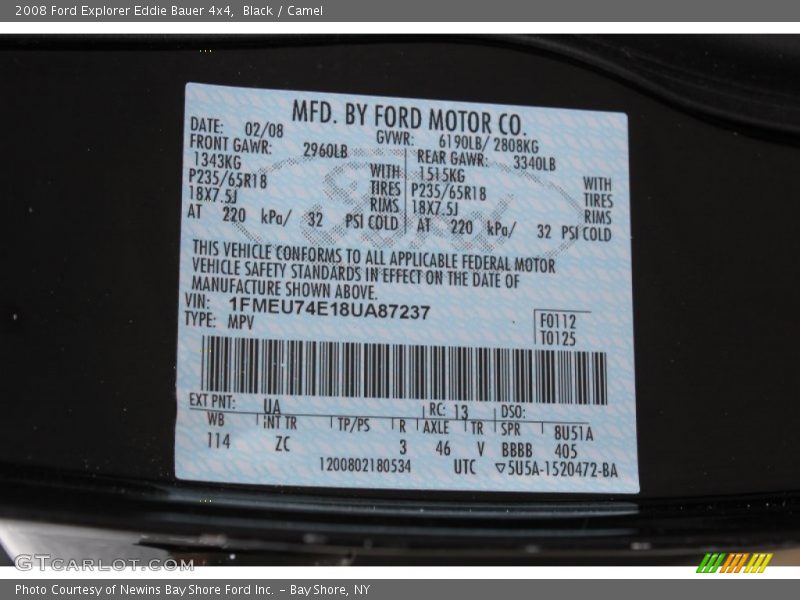 2008 Ford Explorer Eddie Bauer 4x4, Black / Camel
MFD. BY FORD MOTOR CO.
DATE: 02/08 GVWR: 6190LB/ 2808KG
FRONT GAWR: 2960LB REAR GAWR: 3340LB
1343KG WITH 1515KG WITH
P235/65R18 TIRES P235/65R18 TIRES
18X7.5J RIMS 18X7.5J RIMS
AT 220 kPa/ 32 PSI COLD AT 220 kPa/ 32 PSI COLD
THIS VEHICLE CONFORMS TO ALL APPLICABLE FEDERAL MOTOR
VEHICLE SAFETY STANDARDS IN EFFECT ON THE DATE OF
MANUFACTURE SHOWN ABOVE.
VIN: 1FMEU74E18UA87237
TYPE: MPV
F0112
T0125
EXT PNT: UA RC: 13 DSO:
WB INT TR TP/PS R AXLE TR SPR 8U51A
114 ZC 3 46 V BBBB 405
1200802180534 UTC ▽5U5A-1520472-BA
GTCARLOT.COM
Photo Courtesy of Newins Bay Shore Ford Inc. - Bay Shore, NY